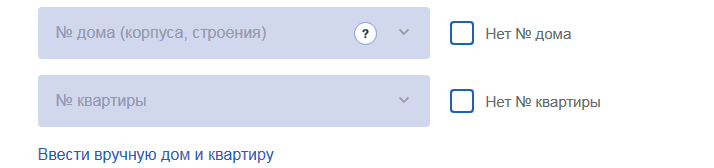 № дома (корпуса, строения) ? Нет № дома
№ квартиры Нет № квартиры
Ввести вручную дом и квартиру